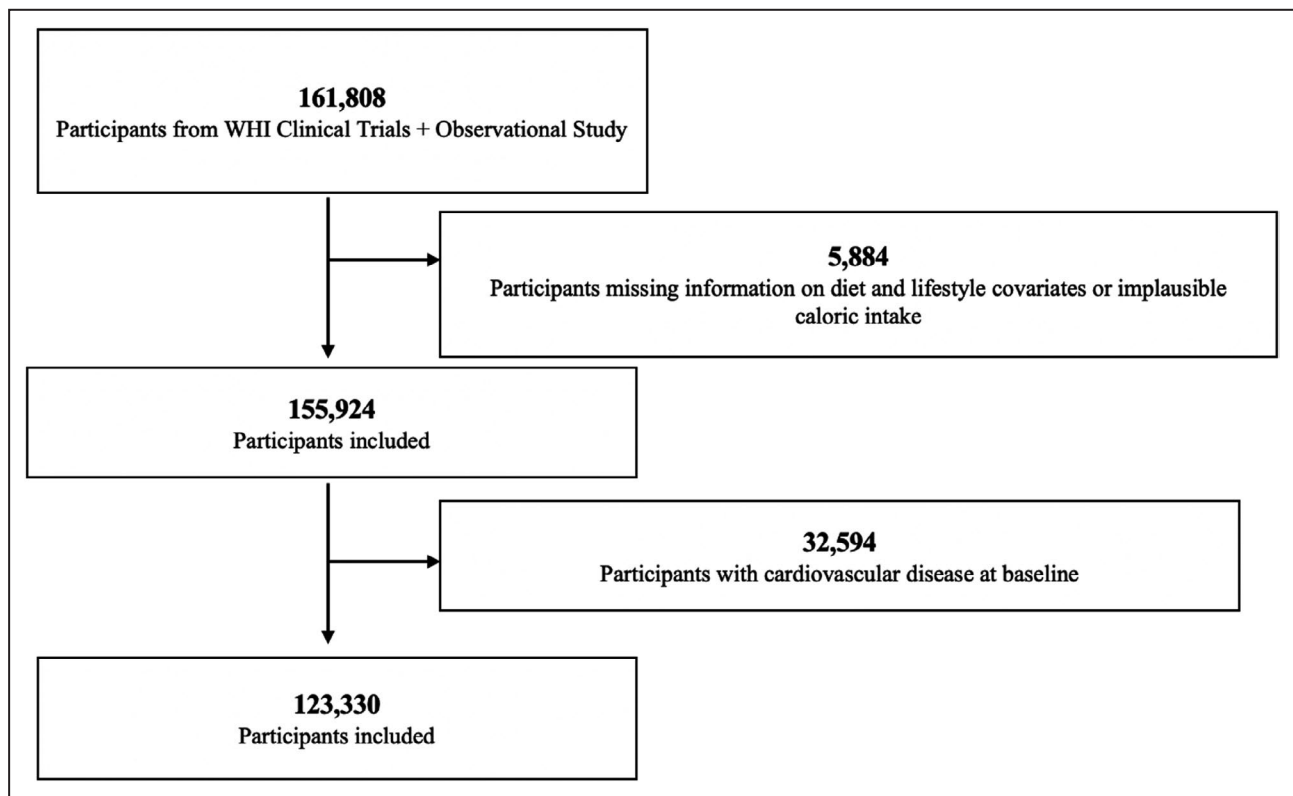 161,808
Participants from WHI Clinical Trials + Observational Study
5,884
Participants missing information on diet and lifestyle covariates or implausible
caloric intake
155,924
Participants included
32,594
Participants with cardiovascular disease at baseline
123,330
Participants included